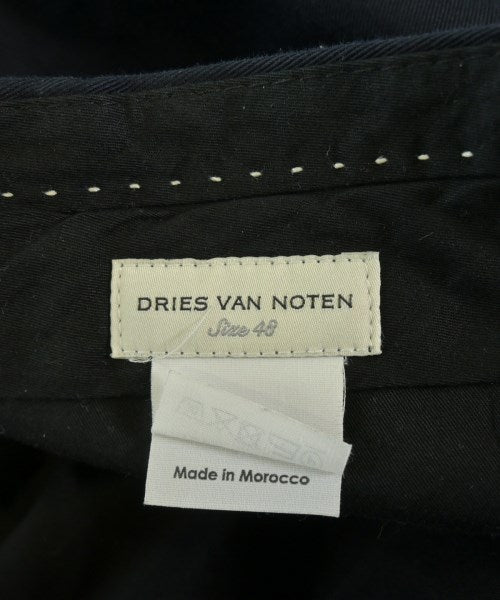 DRIES VAN NOTEN
Size 48
Made in Morocco